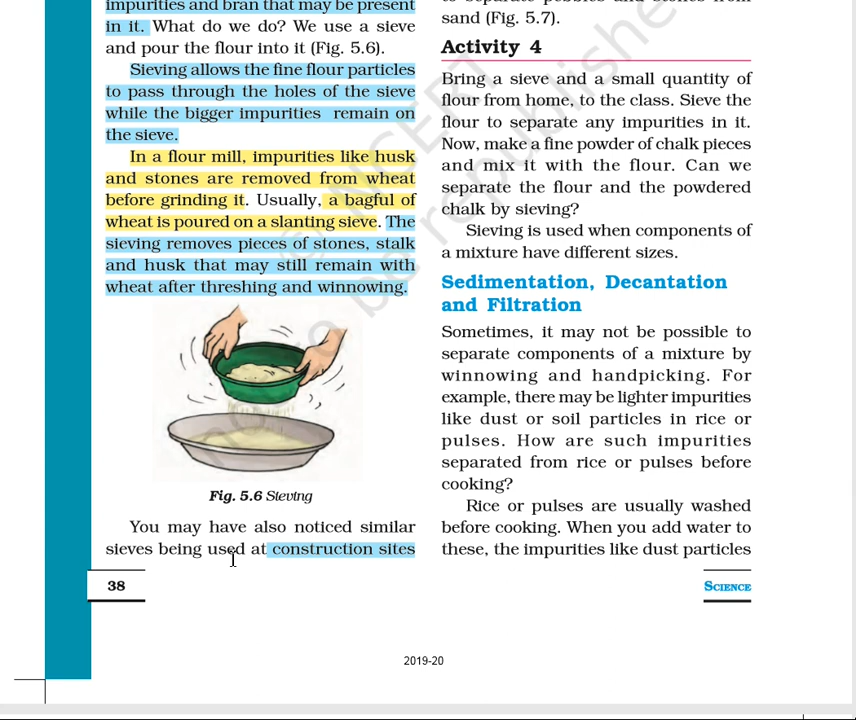 impurities and bran that may be present
in it. What do we do? We use a sieve
and pour the flour into it (Fig. 5.6).
Sieving allows the fine flour particles
to pass through the holes of the sieve
while the bigger impurities remain on
the sieve.
In a flour mill, impurities like husk
and stones are removed from wheat
before grinding it. Usually, a bagful of
wheat is poured on a slanting sieve. The
sieving removes pieces of stones, stalk
and husk that may still remain with
wheat after threshing and winnowing.
Fig. 5.6 Sieving
You may have also noticed similar
sieves being used at construction sites
to separate pebbles and stones from
sand (Fig. 5.7).
Activity 4
Bring a sieve and a small quantity of
flour from home, to the class. Sieve the
flour to separate any impurities in it.
Now, make a fine powder of chalk pieces
and mix it with the flour. Can we
separate the flour and the powdered
chalk by sieving?
Sieving is used when components of
a mixture have different sizes.
Sedimentation, Decantation
and Filtration
Sometimes, it may not be possible to
separate components of a mixture by
winnowing and handpicking. For
example, there may be lighter impurities
like dust or soil particles in rice or
pulses. How are such impurities
separated from rice or pulses before
cooking?
Rice or pulses are usually washed
before cooking. When you add water to
these, the impurities like dust particles
38
SCIENCE
2019-20
© NCERT
not to be republished